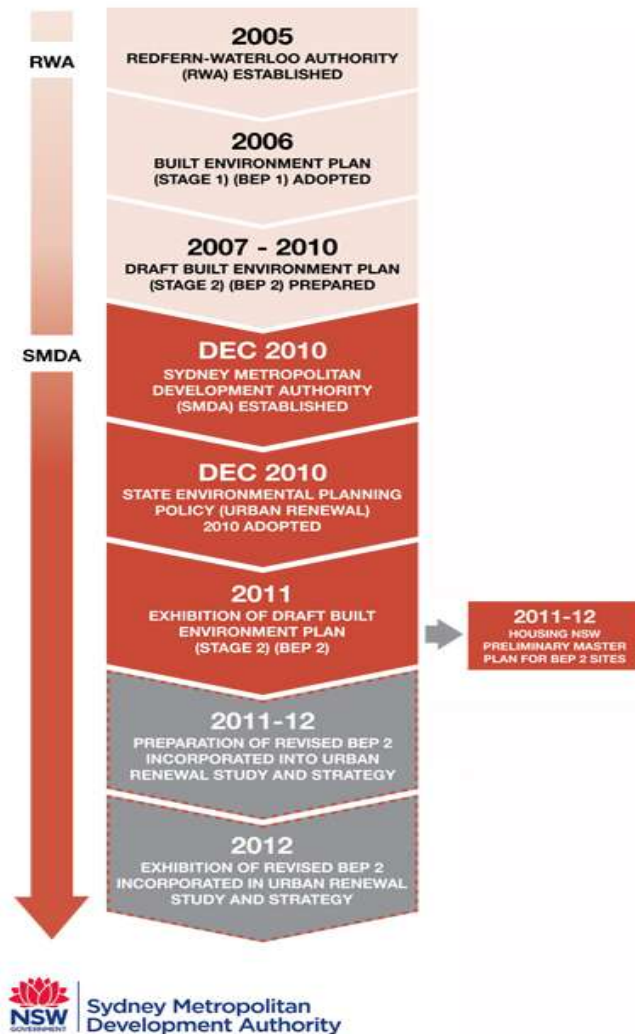 RWA
2005
REDFERN-WATERLOO AUTHORITY
(RWA) ESTABLISHED
2006
BUILT ENVIRONMENT PLAN
(STAGE 1) (BEP 1) ADOPTED
2007 - 2010
DRAFT BUILT ENVIRONMENT PLAN
(STAGE 2) (BEP 2) PREPARED
SMDA
DEC 2010
SYDNEY METROPOLITAN
DEVELOPMENT AUTHORITY
(SMDA) ESTABLISHED
DEC 2010
STATE ENVIRONMENTAL PLANNING
POLICY (URBAN RENEWAL)
2010 ADOPTED
2011
EXHIBITION OF DRAFT BUILT
ENVIRONMENT PLAN
(STAGE 2) (BEP 2)
2011-12
HOUSING NSW
PRELIMINARY MASTER
PLAN FOR BEP 2 SITES
2011-12
PREPARATION OF REVISED BEP 2
INCORPORATED INTO URBAN
RENEWAL STUDY AND STRATEGY
2012
EXHIBITION OF REVISED BEP 2
INCORPORATED IN URBAN RENEWAL
STUDY AND STRATEGY
NSW
GOVERNMENT
Sydney Metropolitan
Development Authority